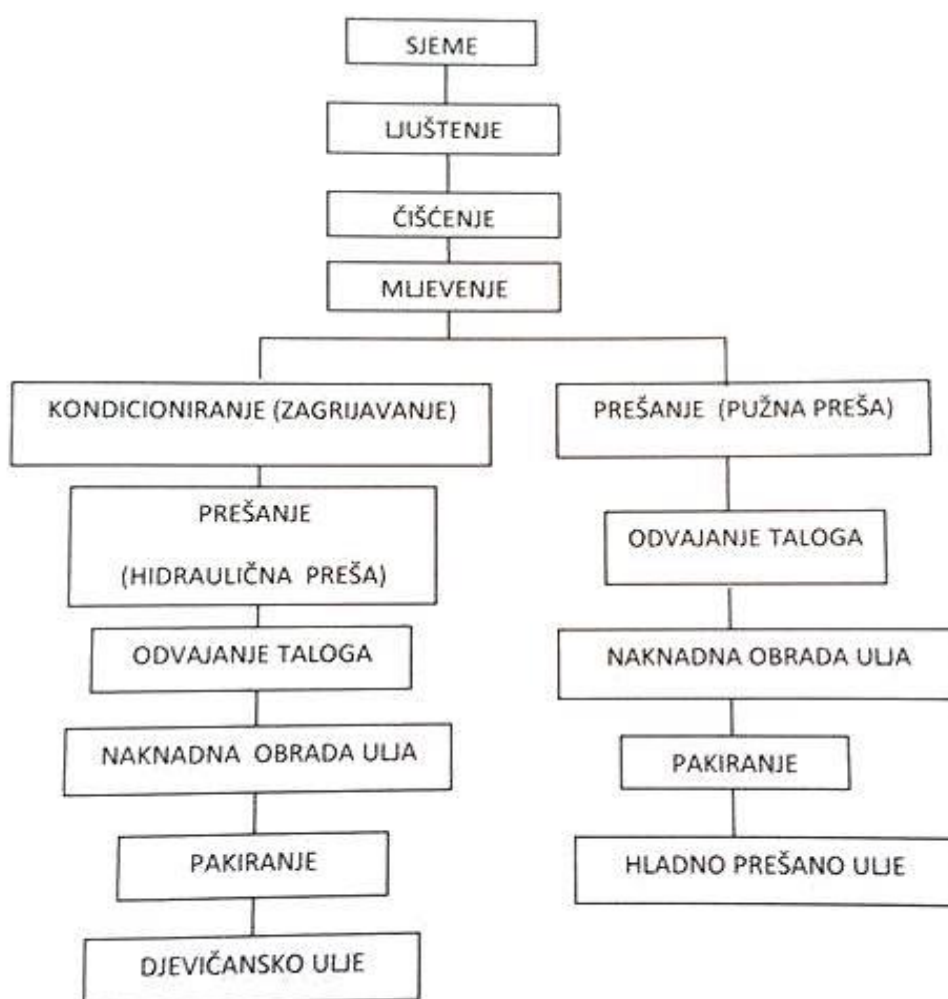 SJEME
LJUŠTENJE
ČIŠĆENJE
MLJEVENJE
KONDICIONIRANJE (ZAGRIJAVANJE)
PREŠANJE
(HIDRAULIČNA PREŠA)
ODVAJANJE TALOGA
NAKNADNA OBRADA ULJA
PAKIRANJE
DJEVIČANSKO ULJE
PREŠANJE (PUŽNA PREŠA)
ODVAJANJE TALOGA
NAKNADNA OBRADA ULJA
PAKIRANJE
HLADNO PREŠANO ULJE